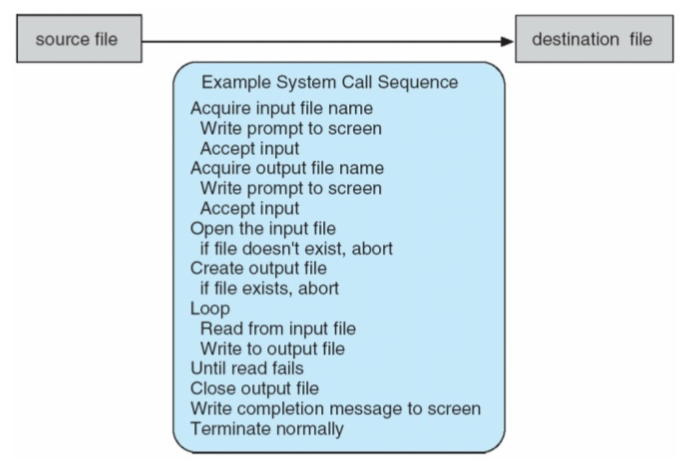 source file
destination file
Example System Call Sequence
Acquire input file name
Write prompt to screen
Accept input
Acquire output file name
Write prompt to screen
Accept input
Open the input file
if file doesn't exist, abort
Create output file
if file exists, abort
Loop
Read from input file
Write to output file
Until read fails
Close output file
Write completion message to screen
Terminate normally